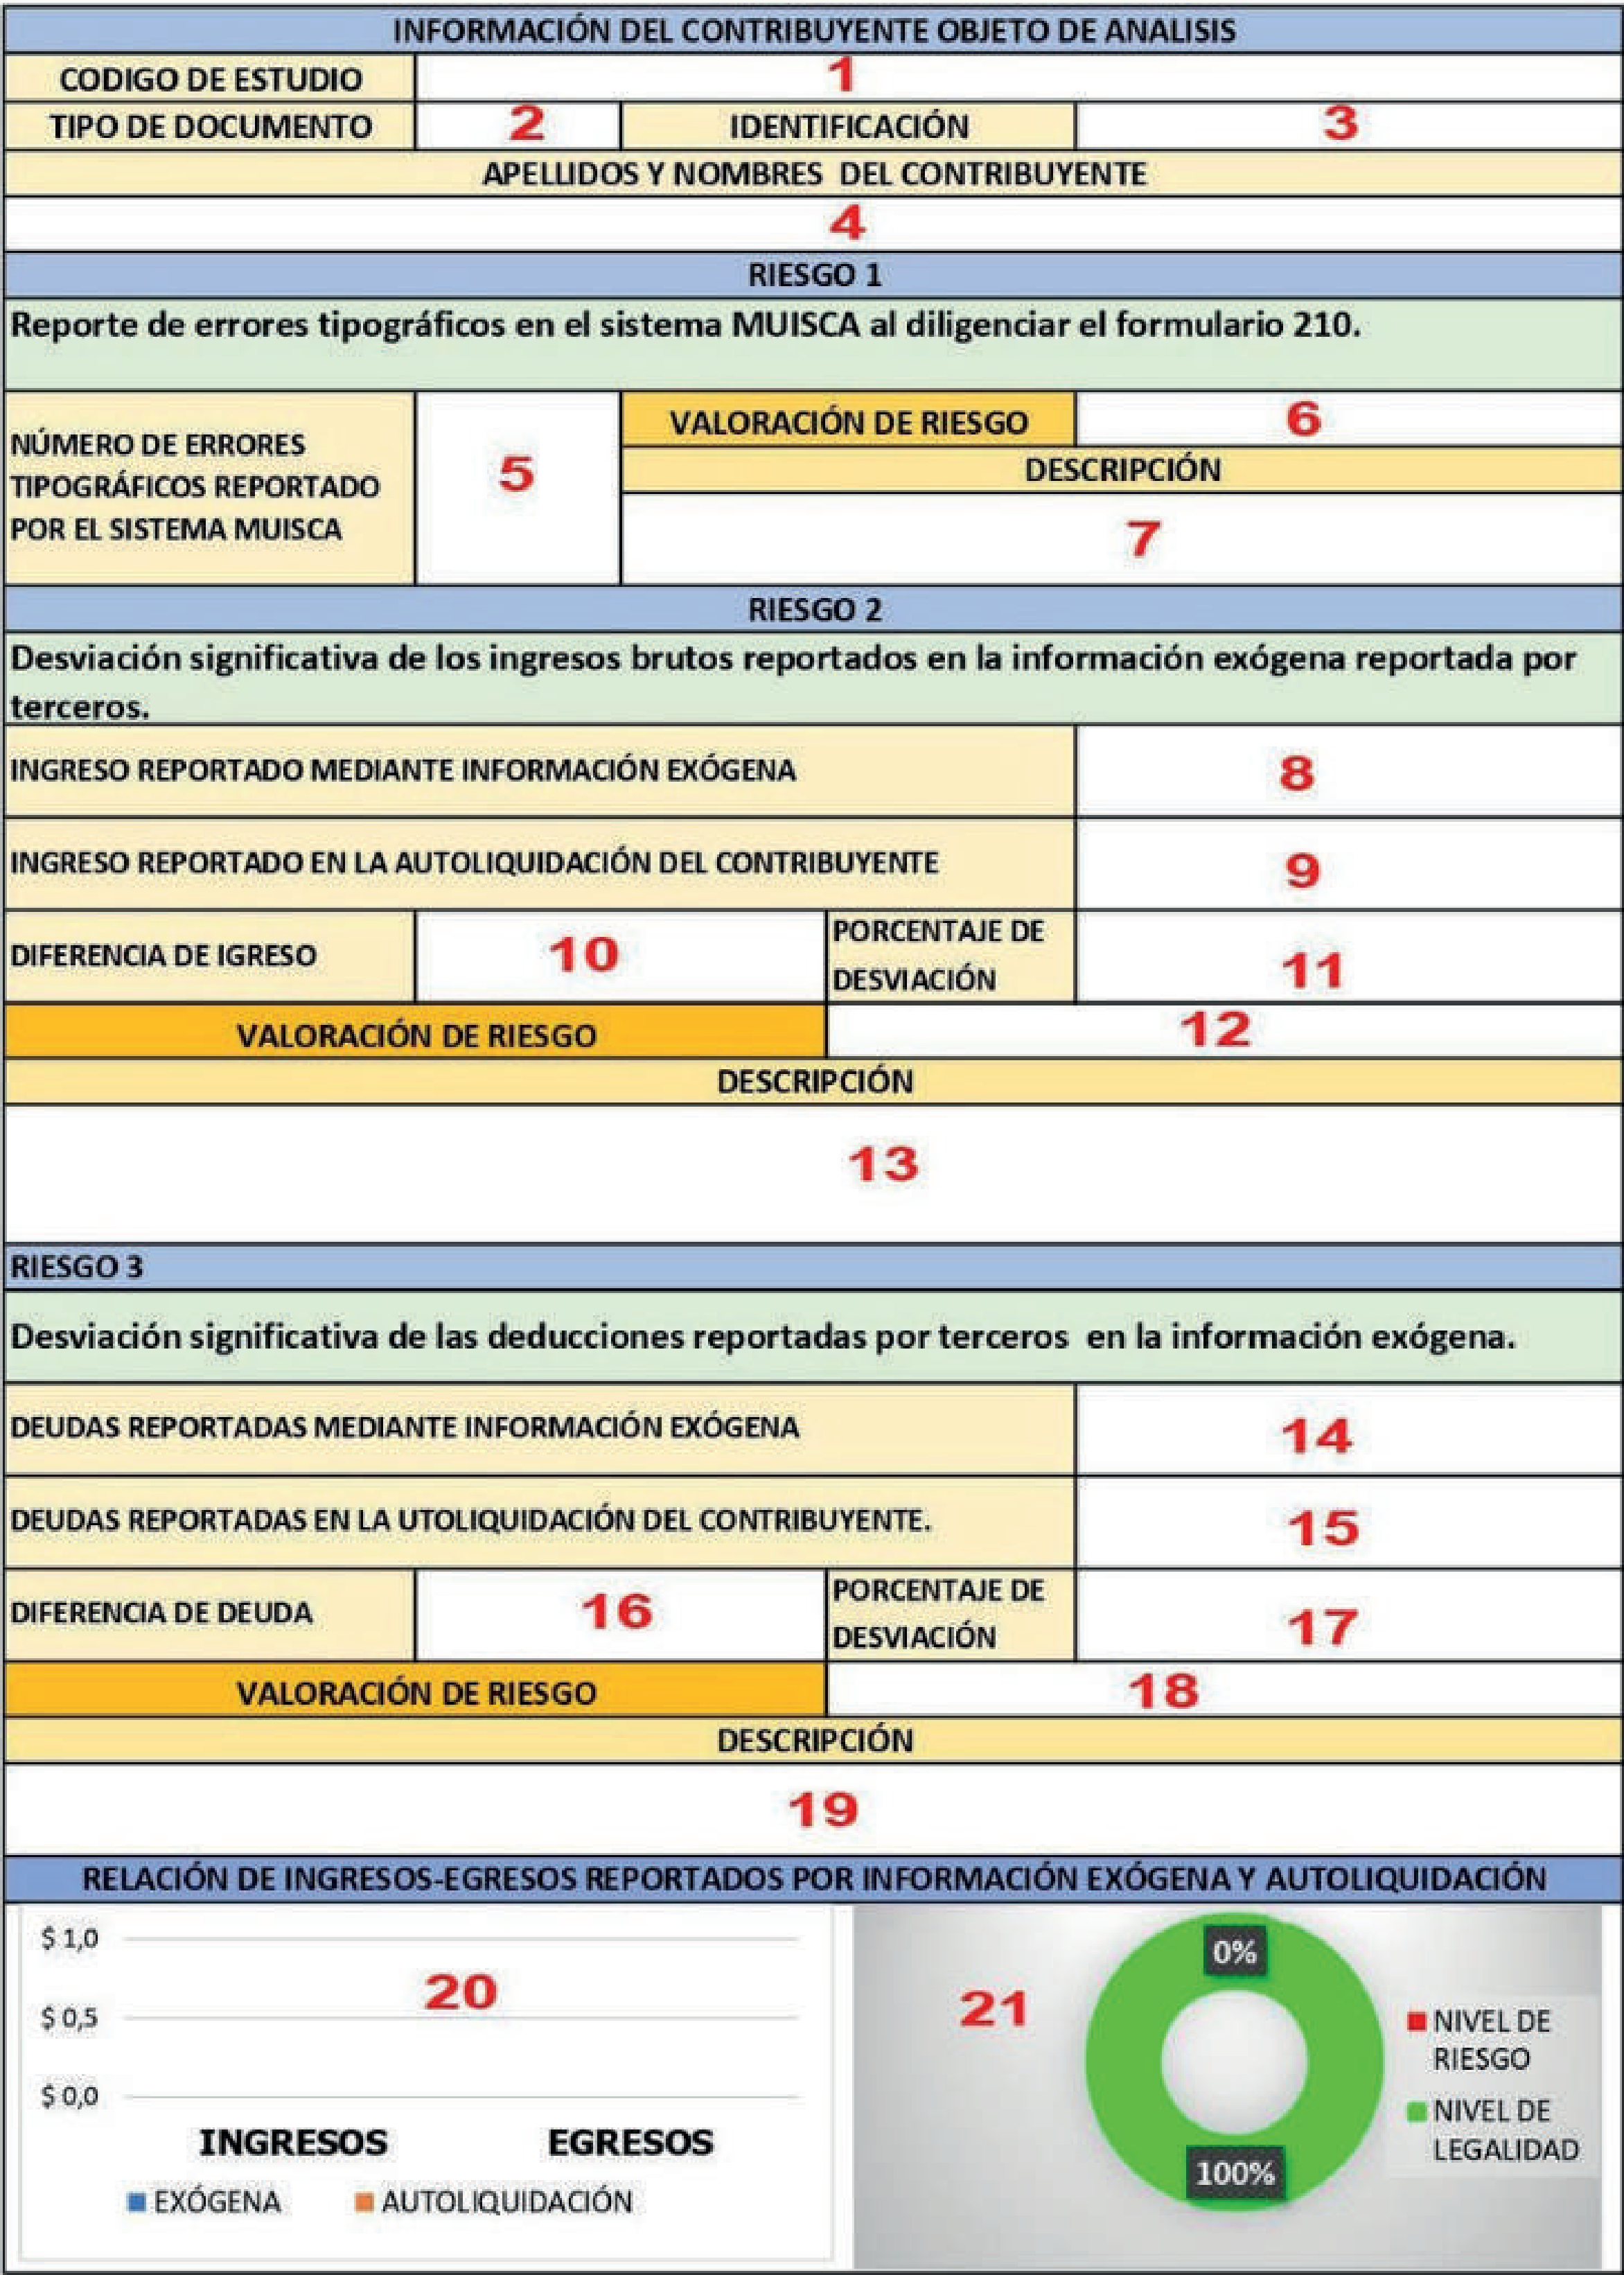 INFORMACIÓN DEL CONTRIBUYENTE OBJETO DE ANALISIS
CODIGO DE ESTUDIO 1
TIPO DE DOCUMENTO 2 IDENTIFICACIÓN 3
APELLIDOS Y NOMBRES DEL CONTRIBUYENTE
4
RIESGO 1
Reporte de errores tipográficos en el sistema MUISCA al diligenciar el formulario 210.
NÚMERO DE ERRORES
TIPOGRÁFICOS REPORTADO
POR EL SISTEMA MUISCA
5
VALORACIÓN DE RIESGO 6
DESCRIPCIÓN
7
RIESGO 2
Desviación significativa de los ingresos brutos reportados en la información exógena reportada por
terceros.
INGRESO REPORTADO MEDIANTE INFORMACIÓN EXÓGENA 8
INGRESO REPORTADO EN LA AUTOLIQUIDACIÓN DEL CONTRIBUYENTE 9
DIFERENCIA DE IGRESO 10
PORCENTAJE DE
DESVIACIÓN
11
VALORACIÓN DE RIESGO 12
DESCRIPCIÓN
13
RIESGO 3
Desviación significativa de las deducciones reportadas por terceros en la información exógena.
DEUDAS REPORTADAS MEDIANTE INFORMACIÓN EXÓGENA 14
DEUDAS REPORTADAS EN LA UTOLIQUIDACIÓN DEL CONTRIBUYENTE. 15
DIFERENCIA DE DEUDA 16
PORCENTAJE DE
DESVIACIÓN
17
VALORACIÓN DE RIESGO 18
DESCRIPCIÓN
19
RELACIÓN DE INGRESOS-EGRESOS REPORTADOS POR INFORMACIÓN EXÓGENA Y AUTOLIQUIDACIÓN
$ 1,0
20
$ 0,5
$ 0,0
INGRESOS EGRESOS
EXÓGENA AUTOLIQUIDACIÓN
21
0%
100%
NIVEL DE
RIESGO
NIVEL DE
LEGALIDAD